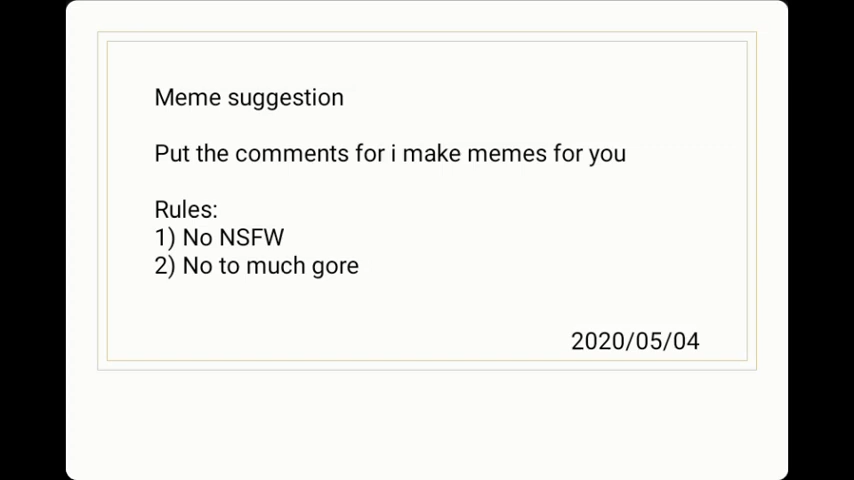 Meme suggestion
Put the comments for i make memes for you
Rules:
1) No NSFW
2) No to much gore
2020/05/04